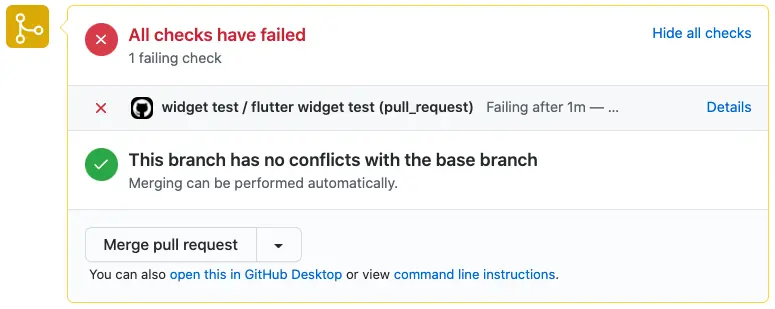 All checks have failed
Hide all checks
1 failing check
widget test / flutter widget test (pull_request) Failing after 1m — ...
Details
This branch has no conflicts with the base branch
Merging can be performed automatically.
Merge pull request
You can also open this in GitHub Desktop or view command line instructions.